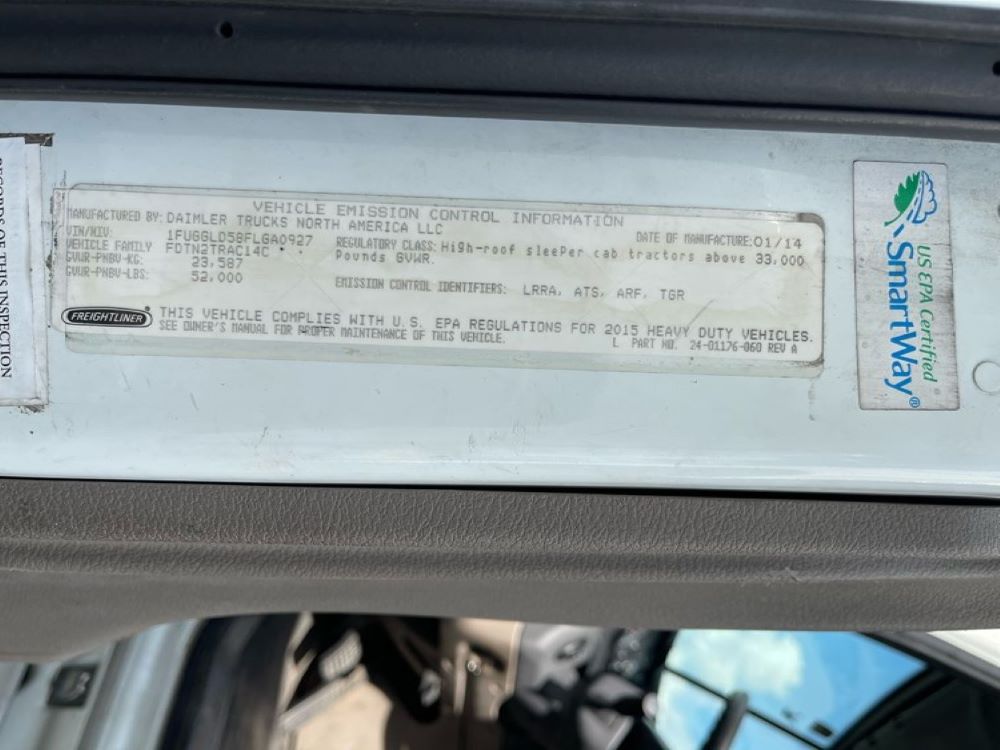 VEHICLE EMISSION CONTROL INFORMATION
MANUFACTURED BY: DAIMLER TRUCKS NORTH AMERICA LLC
DATE OF MANUFACTURE: 01/14
VIN/NIV: 1FUGGLD58FLGA0927
VEHICLE FAMILY FDTN2TRAC14C
GVWR-PNBV-KG: 23,587
GVWR-PNBV-LBS: 52,000
REGULATORY CLASS: High-roof sleePer cab tractors above 33,000
Pounds GVWR.
EMISSION CONTROL IDENTIFIERS: LRRA, ATS, ARF, TGR
FREIGHTLINER
THIS VEHICLE COMPLIES WITH U.S. EPA REGULATIONS FOR 2015 HEAVY DUTY VEHICLES.
SEE OWNER'S MANUAL FOR PROPER MAINTENANCE OF THIS VEHICLE.
L PART NO. 24-01176-060 REV A
US EPA Certified
SmartWay®
RECORDS OF THIS INSPECTION